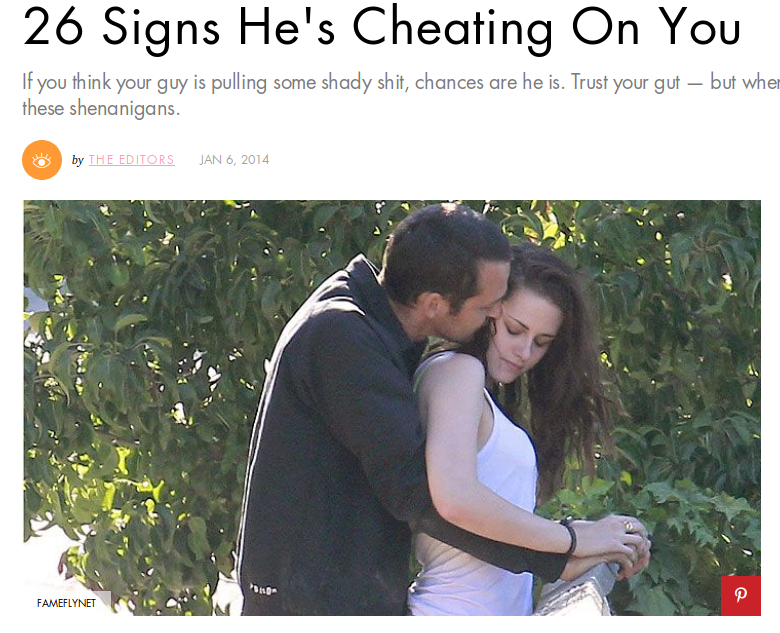 26 Signs He's Cheating On You
If you think your guy is pulling some shady shit, chances are he is. Trust your gut — but
these shenanigans.
by THE EDITORS JAN 6, 2014
FAMEFLYNET